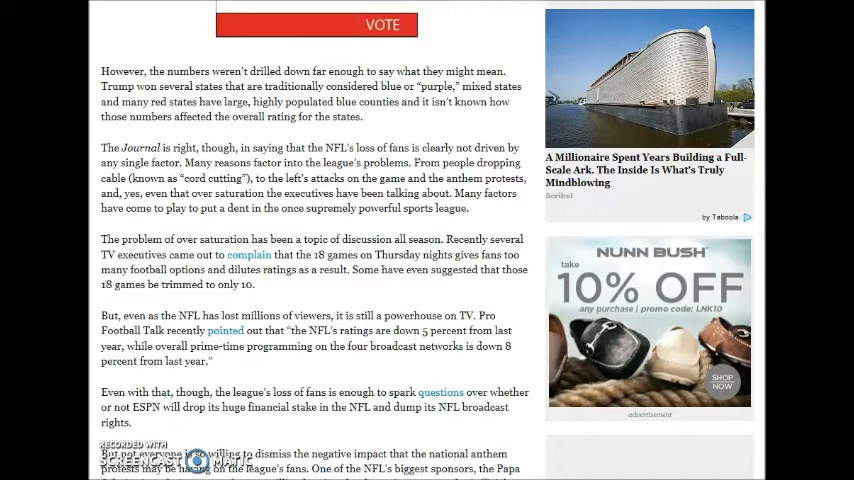 VOTE
However, the numbers weren't drilled down far enough to say what they might mean.
Trump won several states that are traditionally considered blue or "purple," mixed states
and many red states have large, highly populated blue counties and it isn't known how
those numbers affected the overall rating for the states.
The Journal is right, though, in saying that the NFL's loss of fans is clearly not driven by
any single factor. Many reasons factor into the league's problems. From people dropping
cable (known as "cord cutting"), to the left's attacks on the game and the anthem protests,
and, yes, even that over saturation the executives have been talking about. Many factors
have come to play to put a dent in the once supremely powerful sports league.
The problem of over saturation has been a topic of discussion all season. Recently several
TV executives came out to complain that the 18 games on Thursday nights gives fans too
many football options and dilutes ratings as a result. Some have even suggested that those
18 games be trimmed to only 10.
But, even as the NFL has lost millions of viewers, it is still a powerhouse on TV. Pro
Football Talk recently pointed out that "the NFL's ratings are down 5 percent from last
year, while overall prime-time programming on the four broadcast networks is down 8
percent from last year."
Even with that, though, the league's loss of fans is enough to spark questions over whether
or not ESPN will drop its huge financial stake in the NFL and dump its NFL broadcast
rights.
But not everyone is so willing to dismiss the negative impact that the national anthem
protests may be having on the league's fans. One of the NFL's biggest sponsors, the Papa
RECORDED WITH
SCREENCAST MATIC
A Millionaire Spent Years Building a Full-
Scale Ark. The Inside Is What's Truly
Mindblowing
Scribol
by Taboola
NUNN BUSH
take
10% OFF
any purchase | promo code: LNK10
SHOP
NOW
advertisement